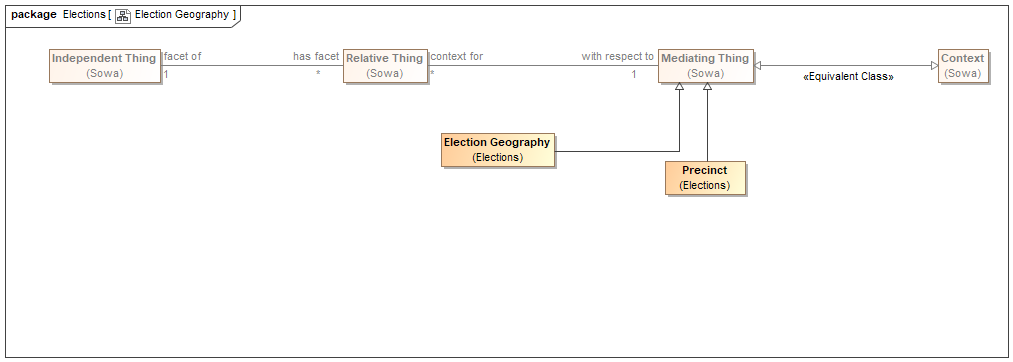 package Elections [ Election Geography ]
Independent Thing
(Sowa)
facet of
1
has facet
*
Relative Thing
(Sowa)
context for
*
with respect to
1
Mediating Thing
(Sowa)
«Equivalent Class»
Context
(Sowa)
Election Geography
(Elections)
Precinct
(Elections)